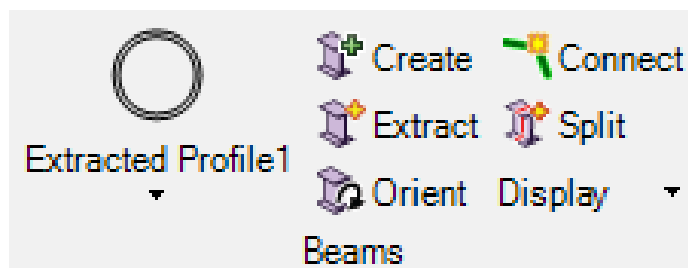 Create
Connect
Extract
Split
Extracted Profile1
Orient
Display
Beams